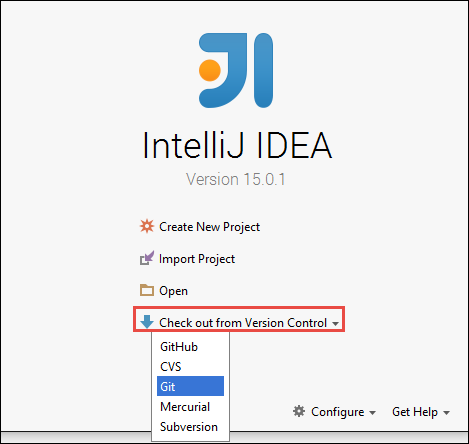 IntelliJ IDEA
Version 15.0.1
Create New Project
Import Project
Open
Check out from Version Control
GitHub
CVS
Git
Mercurial
Subversion
Configure Get Help